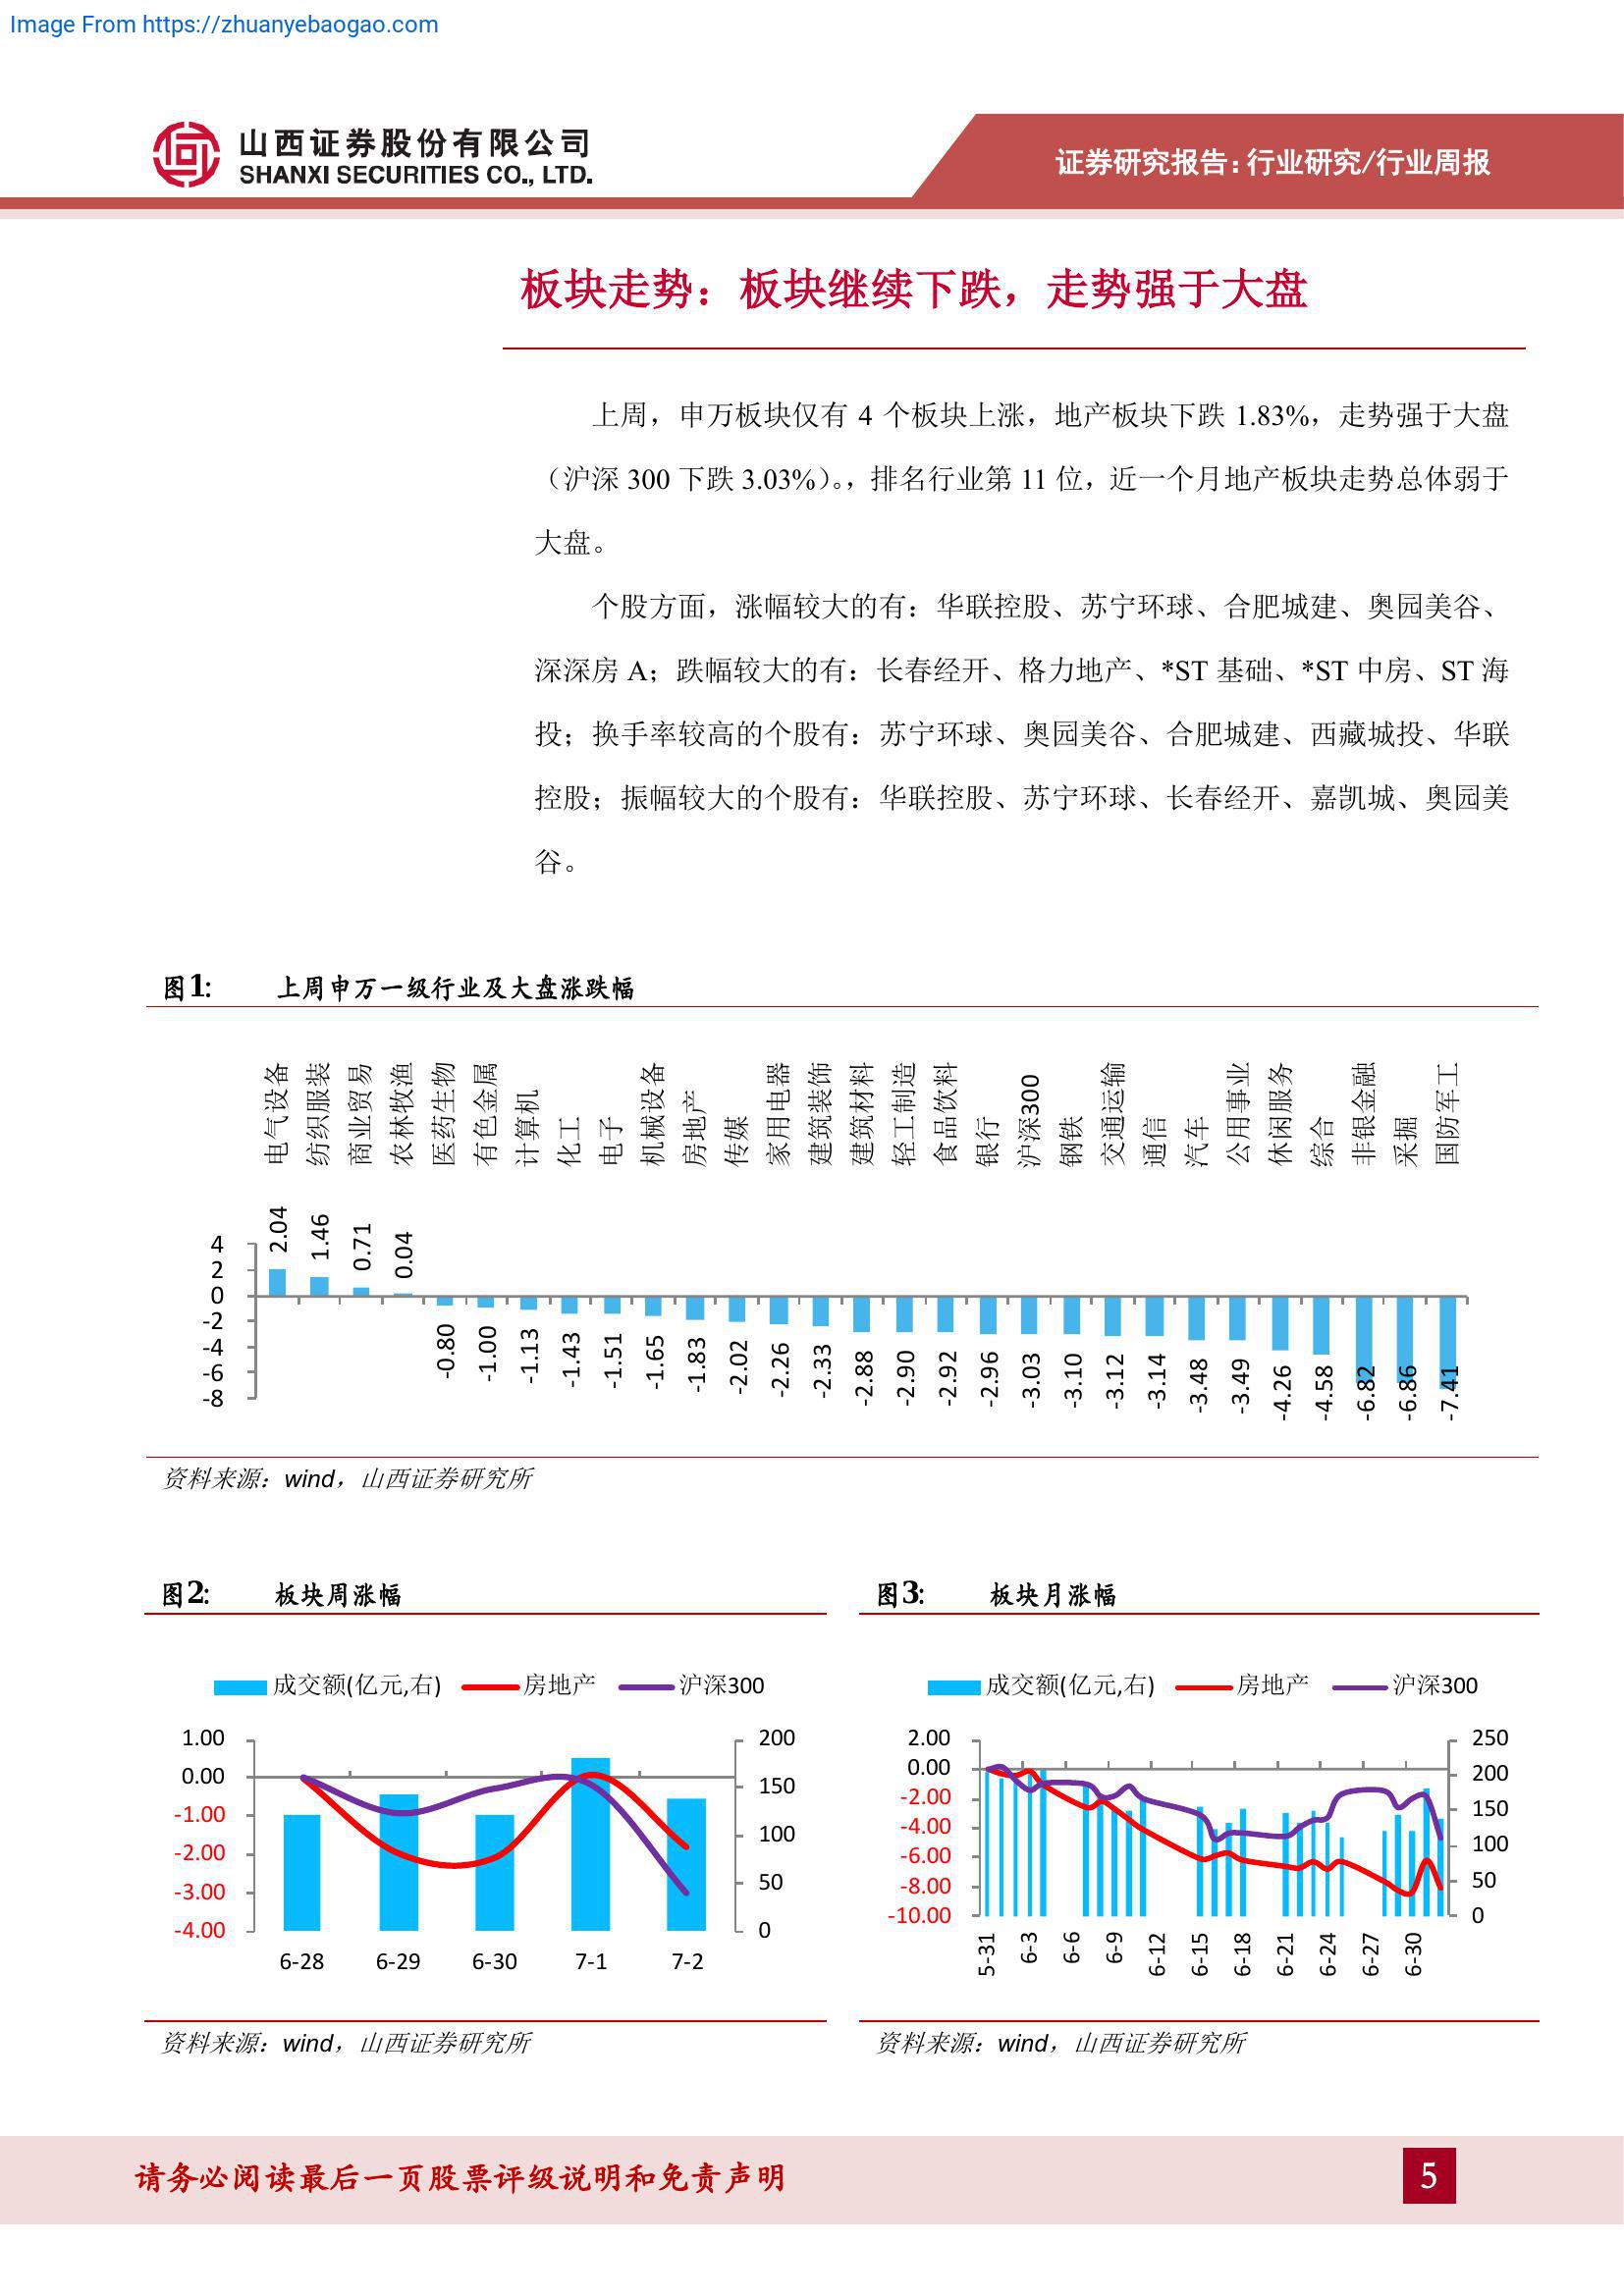 Image From https://zhuanyebaogao.com
山西证券股份有限公司
SHANXI SECURITIES CO., LTD.
证券研究报告:行业研究/行业周报
板块走势：板块继续下跌，走势强于大盘
上周，申万板块仅有 4 个板块上涨，地产板块下跌 1.83%，走势强于大盘
（沪深 300 下跌 3.03%）。，排名行业第 11 位，近一个月地产板块走势总体弱于
大盘。
个股方面，涨幅较大的有：华联控股、苏宁环球、合肥城建、奥园美谷、
深深房 A；跌幅较大的有：长春经开、格力地产、*ST 基础、*ST 中房、ST 海
投；换手率较高的个股有：苏宁环球、奥园美谷、合肥城建、西藏城投、华联
控股；振幅较大的个股有：华联控股、苏宁环球、长春经开、嘉凯城、奥园美
谷。
图1: 上周申万一级行业及大盘涨跌幅
电气设备 纺织服装 商业贸易 农林牧渔 医药生物 有色金属 计算机 化工 电子 机械设备 房地产 传媒 家用电器 建筑装饰 建筑材料 轻工制造 食品饮料 银行 沪深300 钢铁 交通运输 通信 汽车 公用事业 休闲服务 综合 非银金融 采掘 国防军工
2.04 1.46 0.71 0.04
4
2
0
-2
-4
-6
-8
-0.80 -1.00 -1.13 -1.43 -1.51 -1.65 -1.83 -2.02 -2.26 -2.33 -2.88 -2.90 -2.92 -2.96 -3.03 -3.10 -3.12 -3.14 -3.48 -3.49 -4.26 -4.58 -6.82 -6.86 -7.41
资料来源：wind，山西证券研究所
图2: 板块周涨幅
成交额(亿元,右) 房地产 沪深300
1.00
0.00
-1.00
-2.00
-3.00
-4.00
200
150
100
50
0
6-28 6-29 6-30 7-1 7-2
资料来源：wind，山西证券研究所
图3: 板块月涨幅
成交额(亿元,右) 房地产 沪深300
2.00
0.00
-2.00
-4.00
-6.00
-8.00
-10.00
250
200
150
100
50
0
5-31 6-3 6-6 6-9 6-12 6-15 6-18 6-21 6-24 6-27 6-30
资料来源：wind，山西证券研究所
请务必阅读最后一页股票评级说明和免责声明
5